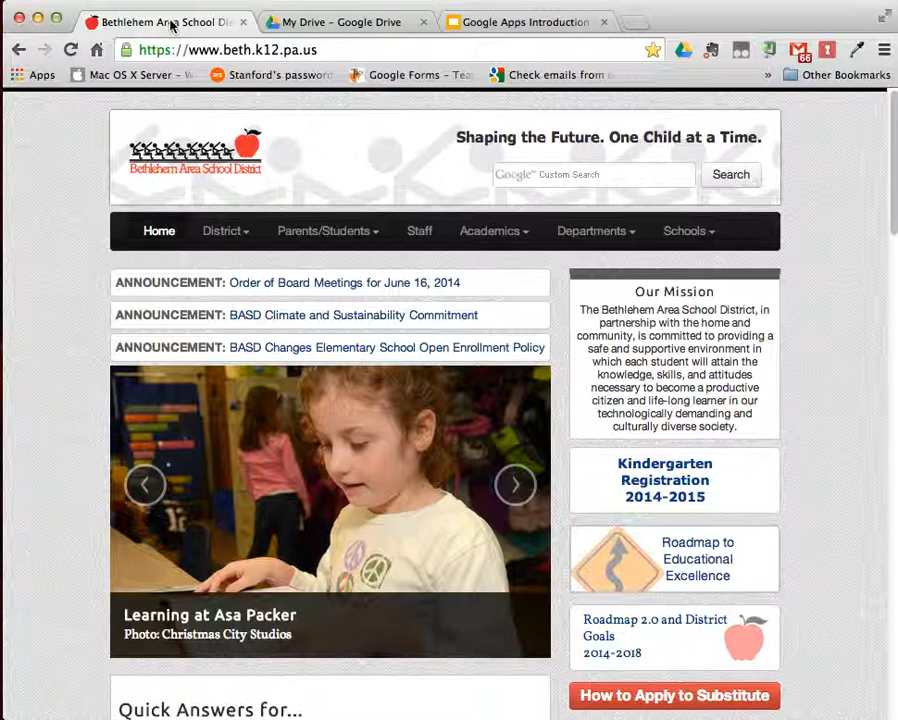 Bethlehem Area School Dis
My Drive – Google Drive
Google Apps Introduction
https://www.beth.k12.pa.us
66
Apps
Mac OS X Server – W
Stanford's password
Google Forms – Tea
Check emails from
»
Other Bookmarks
Bethlehem Area School District
Shaping the Future. One Child at a Time.
Google™ Custom Search
Search
Home
District
Parents/Students
Staff
Academics
Departments
Schools
ANNOUNCEMENT: Order of Board Meetings for June 16, 2014
ANNOUNCEMENT: BASD Climate and Sustainability Commitment
ANNOUNCEMENT: BASD Changes Elementary School Open Enrollment Policy
Learning at Asa Packer
Photo: Christmas City Studios
Quick Answers for...
Our Mission
The Bethlehem Area School District, in
partnership with the home and
community, is committed to providing a
safe and supportive environment in
which each student will attain the
knowledge, skills, and attitudes
necessary to become a productive
citizen and life-long learner in our
technologically demanding and
culturally diverse society.
Kindergarten
Registration
2014-2015
Roadmap to
Educational
Excellence
Roadmap 2.0 and District
Goals
2014-2018
How to Apply to Substitute